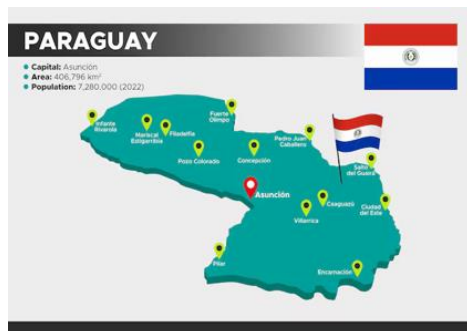 PARAGUAY
Capital: Asunción
Area: 406,796 km²
Population: 7,280,000 (2022)
Fuerte
Olimpo
Infante
Rivarola
Mariscal
Estigarribia
Filadelfia
Pedro Juan
Caballero
Pozo Colorado
Concepción
Salto
del Guairá
Asunción
Caaguazú
Villarrica
Ciudad
del Este
Pilar
Encarnación